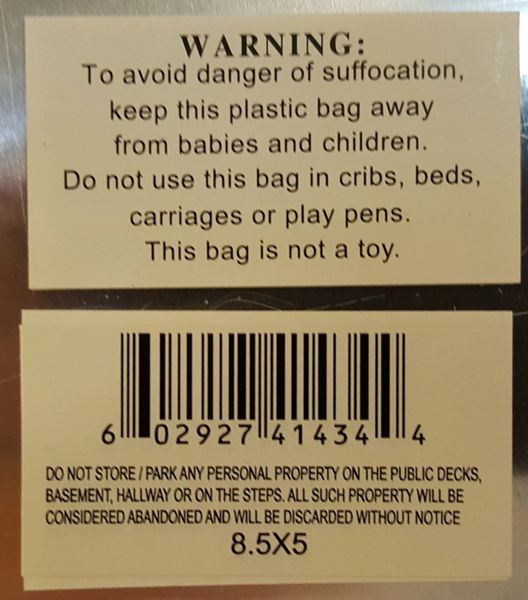 WARNING:
To avoid danger of suffocation,
keep this plastic bag away
from babies and children.
Do not use this bag in cribs, beds,
carriages or play pens.
This bag is not a toy.
6 02927 41434 4
DO NOT STORE / PARK ANY PERSONAL PROPERTY ON THE PUBLIC DECKS,
BASEMENT, HALLWAY OR ON THE STEPS. ALL SUCH PROPERTY WILL BE
CONSIDERED ABANDONED AND WILL BE DISCARDED WITHOUT NOTICE
8.5X5